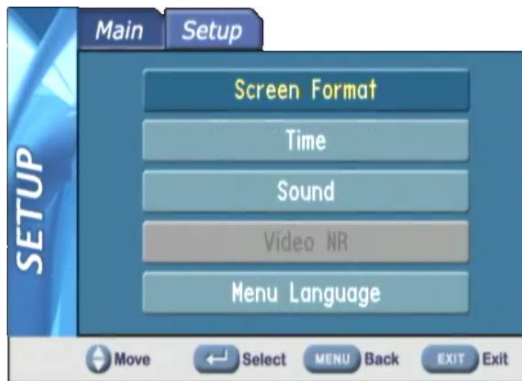 Main Setup
SETUP
Screen Format
Time
Sound
Video NR
Menu Language
Move Select MENU Back EXIT Exit